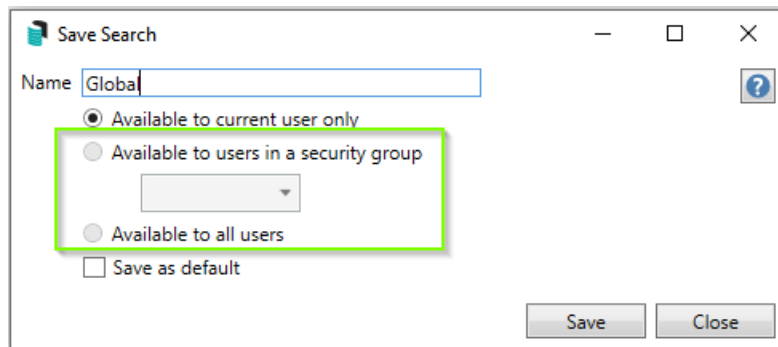 Save Search
Name Global
Available to current user only
Available to users in a security group
Available to all users
Save as default
Save Close